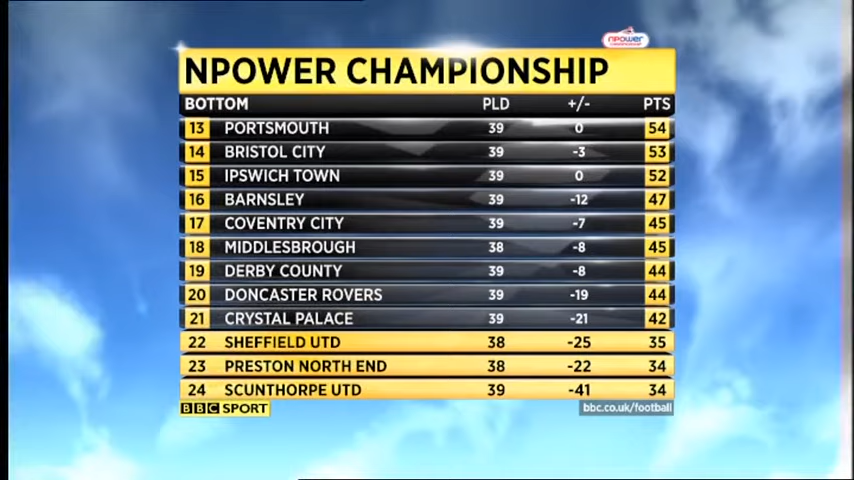 npower
CHAMPIONSHIP
NPOWER CHAMPIONSHIP
BOTTOM PLD +/- PTS
13 PORTSMOUTH 39 0 54
14 BRISTOL CITY 39 -3 53
15 IPSWICH TOWN 39 0 52
16 BARNSLEY 39 -12 47
17 COVENTRY CITY 39 -7 45
18 MIDDLESBROUGH 38 -8 45
19 DERBY COUNTY 39 -8 44
20 DONCASTER ROVERS 39 -19 44
21 CRYSTAL PALACE 39 -21 42
22 SHEFFIELD UTD 38 -25 35
23 PRESTON NORTH END 38 -22 34
24 SCUNTHORPE UTD 39 -41 34
BBC SPORT bbc.co.uk/football